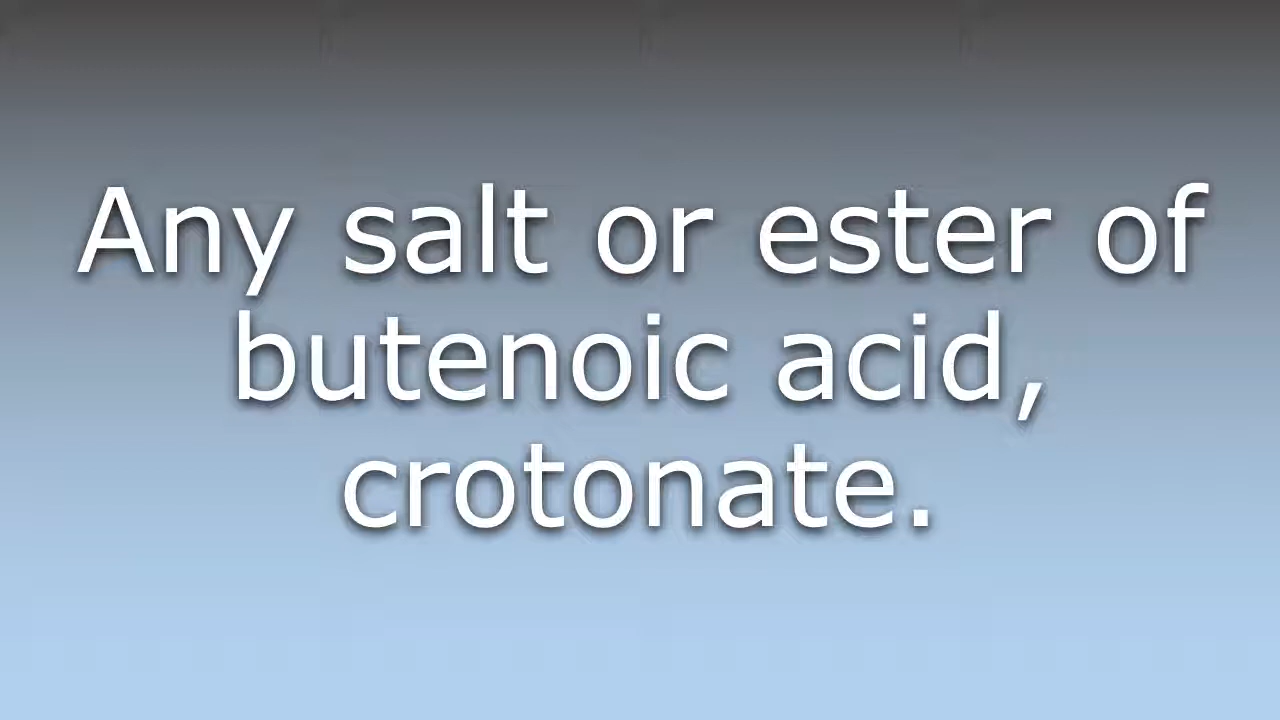 Any salt or ester of
butenoic acid,
crotonate.